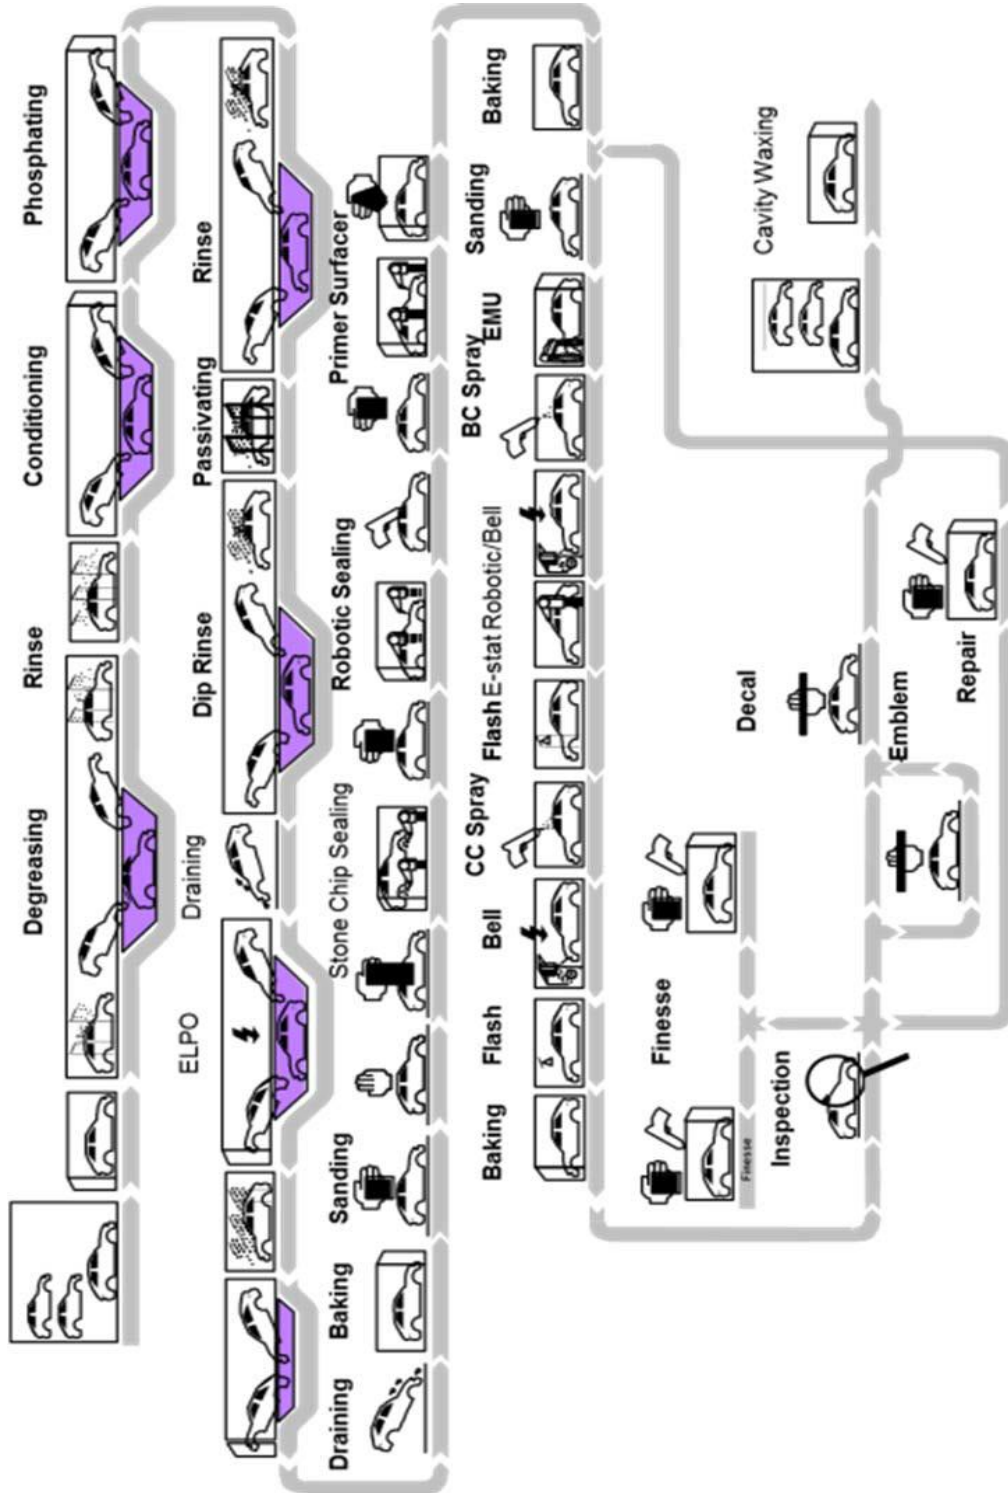 Degreasing
Rinse
Conditioning
Phosphating
ELPO
Draining
Dip Rinse
Passivating
Rinse
Draining
Baking
Sanding
Stone Chip Sealing
Robotic Sealing
Primer Surfacer
Baking
Flash
Bell
CC Spray
Flash
E-stat Robotic/Bell
BC Spray
EMU
Sanding
Baking
Finesse
Finesse
Inspection
Decal
Emblem
Repair
Cavity Waxing